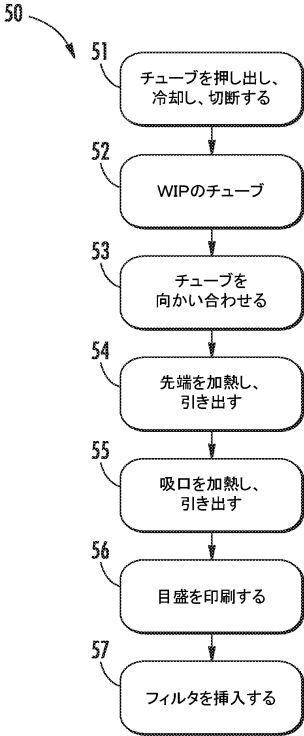 50
51
チューブを押し出し、
冷却し、切断する
52
WIPのチューブ
53
チューブを
向かい合わせる
54
先端を加熱し、
引き出す
55
吸口を加熱し、
引き出す
56
目盛を印刷する
57
フィルタを挿入する